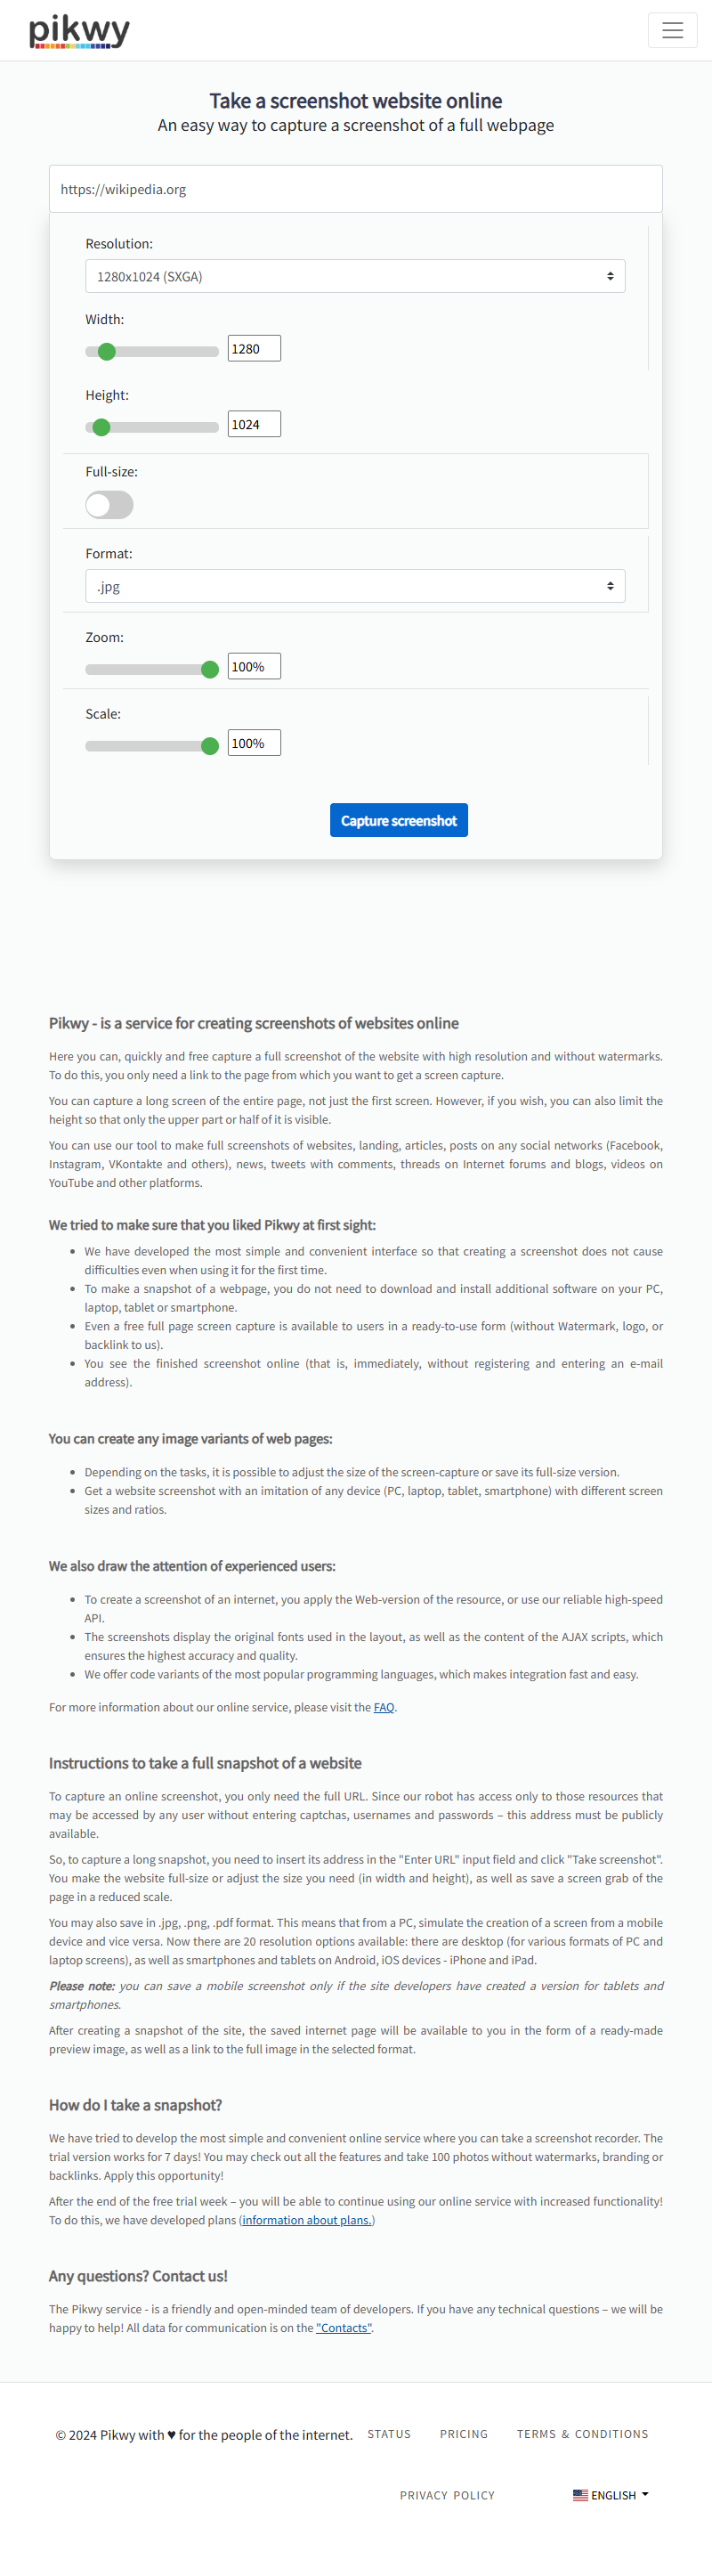 pikwy
Take a screenshot website online
An easy way to capture a screenshot of a full webpage
https://wikipedia.org
Resolution:
1280x1024 (SXGA)
Width:
1280
Height:
1024
Full-size:
Format:
.jpg
Zoom:
100%
Scale:
100%
Capture screenshot
Pikwy - is a service for creating screenshots of websites online
Here you can, quickly and free capture a full screenshot of the website with high resolution and without watermarks.
To do this, you only need a link to the page from which you want to get a screen capture.
You can capture a long screen of the entire page, not just the first screen. However, if you wish, you can also limit the
height so that only the upper part or half of it is visible.
You can use our tool to make full screenshots of websites, landing, articles, posts on any social networks (Facebook,
Instagram, VKontakte and others), news, tweets with comments, threads on Internet forums and blogs, videos on
YouTube and other platforms.
We tried to make sure that you liked Pikwy at first sight:
• We have developed the most simple and convenient interface so that creating a screenshot does not cause
difficulties even when using it for the first time.
• To make a snapshot of a webpage, you do not need to download and install additional software on your PC,
laptop, tablet or smartphone.
• Even a free full page screen capture is available to users in a ready-to-use form (without Watermark, logo, or
backlink to us).
• You see the finished screenshot online (that is, immediately, without registering and entering an e-mail
address).
You can create any image variants of web pages:
• Depending on the tasks, it is possible to adjust the size of the screen-capture or save its full-size version.
• Get a website screenshot with an imitation of any device (PC, laptop, tablet, smartphone) with different screen
sizes and ratios.
We also draw the attention of experienced users:
• To create a screenshot of an internet, you apply the Web-version of the resource, or use our reliable high-speed
API.
• The screenshots display the original fonts used in the layout, as well as the content of the AJAX scripts, which
ensures the highest accuracy and quality.
• We offer code variants of the most popular programming languages, which makes integration fast and easy.
For more information about our online service, please visit the FAQ.
Instructions to take a full snapshot of a website
To capture an online screenshot, you only need the full URL. Since our robot has access only to those resources that
may be accessed by any user without entering captchas, usernames and passwords – this address must be publicly
available.
So, to capture a long snapshot, you need to insert its address in the "Enter URL" input field and click "Take screenshot".
You make the website full-size or adjust the size you need (in width and height), as well as save a screen grab of the
page in a reduced scale.
You may also save in .jpg, .png, .pdf format. This means that from a PC, simulate the creation of a screen from a mobile
device and vice versa. Now there are 20 resolution options available: there are desktop (for various formats of PC and
laptop screens), as well as smartphones and tablets on Android, iOS devices - iPhone and iPad.
Please note: you can save a mobile screenshot only if the site developers have created a version for tablets and
smartphones.
After creating a snapshot of the site, the saved internet page will be available to you in the form of a ready-made
preview image, as well as a link to the full image in the selected format.
How do I take a snapshot?
We have tried to develop the most simple and convenient online service where you can take a screenshot recorder. The
trial version works for 7 days! You may check out all the features and take 100 photos without watermarks, branding or
backlinks. Apply this opportunity!
After the end of the free trial week – you will be able to continue using our online service with increased functionality!
To do this, we have developed plans (information about plans.)
Any questions? Contact us!
The Pikwy service - is a friendly and open-minded team of developers. If you have any technical questions – we will be
happy to help! All data for communication is on the "Contacts".
© 2024 Pikwy with ♥ for the people of the internet. STATUS PRICING TERMS & CONDITIONS
PRIVACY POLICY ENGLISH